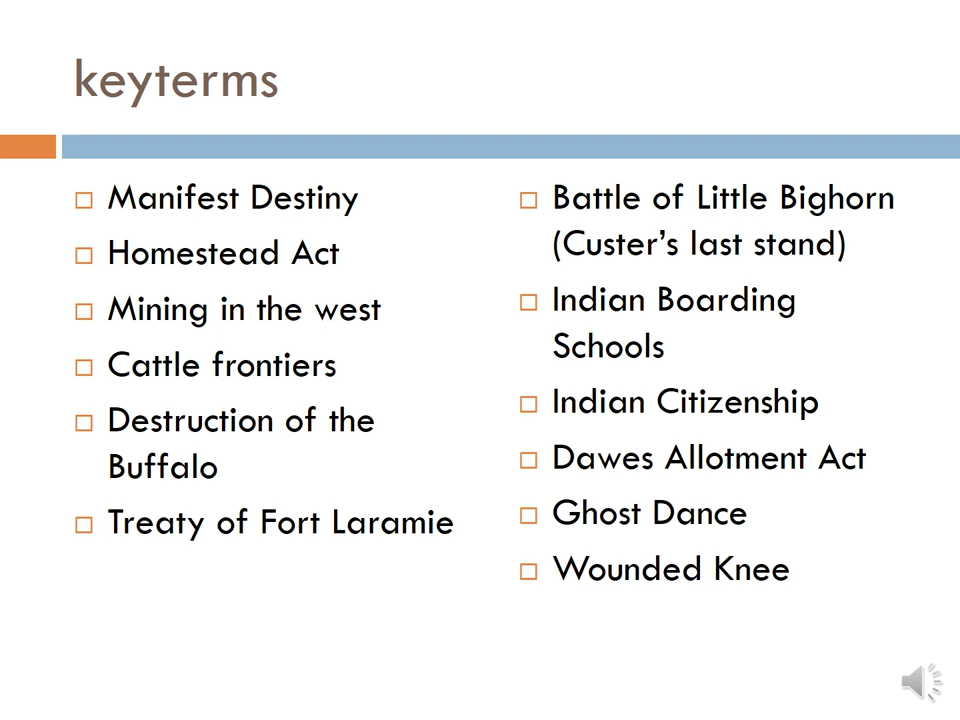 keyterms
Manifest Destiny
Homestead Act
Mining in the west
Cattle frontiers
Destruction of the
Buffalo
Treaty of Fort Laramie
Battle of Little Bighorn
(Custer’s last stand)
Indian Boarding
Schools
Indian Citizenship
Dawes Allotment Act
Ghost Dance
Wounded Knee